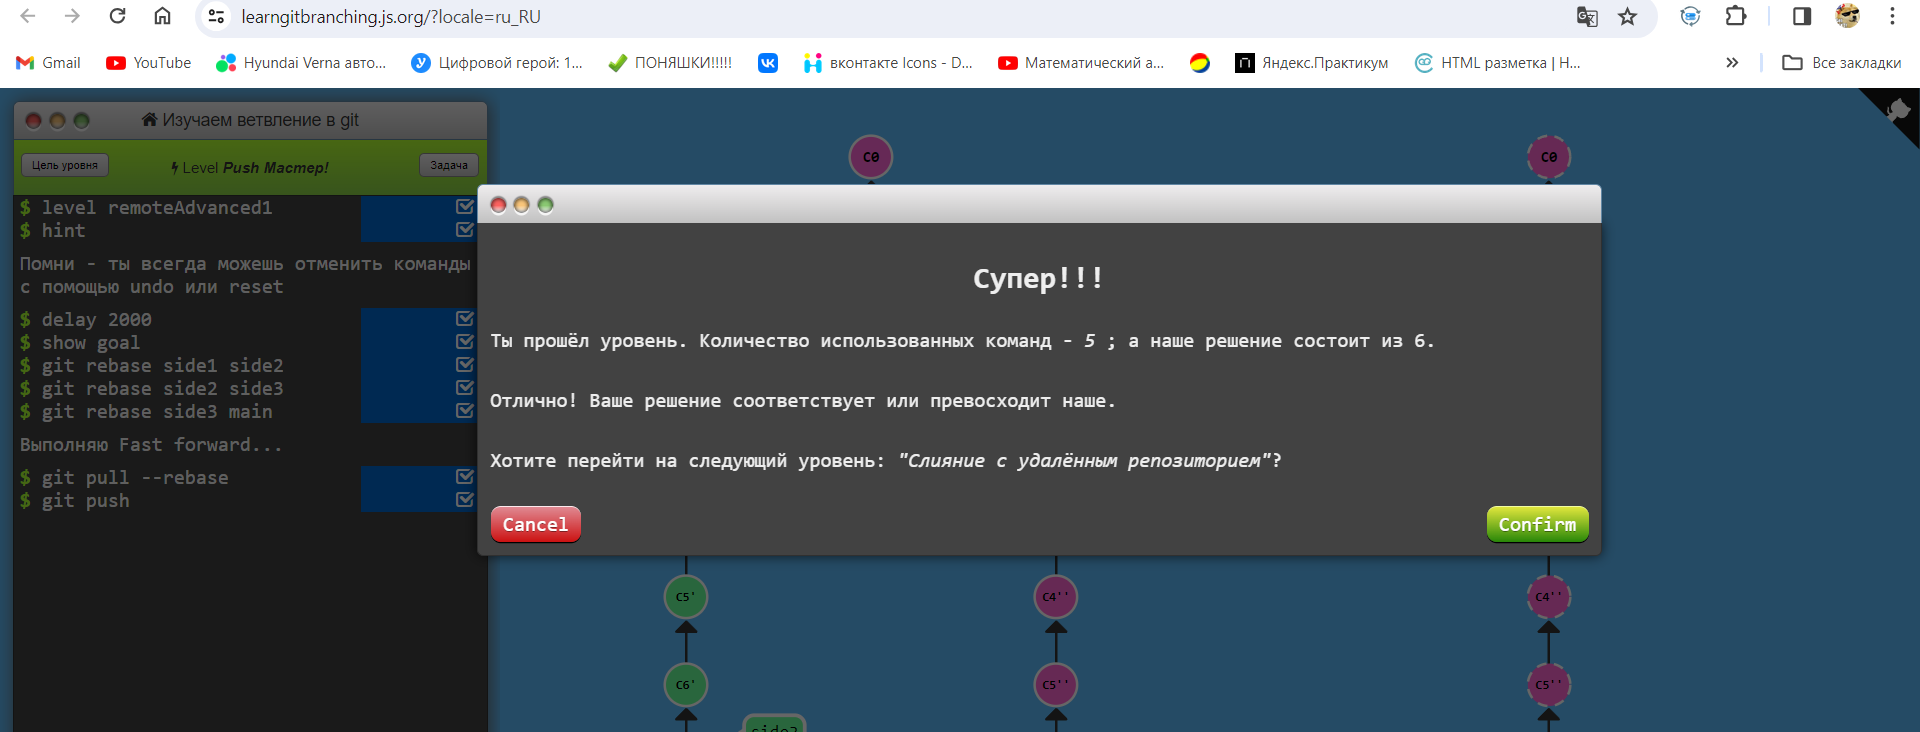 learngitbranching.js.org/?locale=ru_RU
Gmail
YouTube
Hyundai Verna авто...
Цифровой герой: 1...
ПОНЯШКИ!!!!!
вконтакте Icons - D...
Математический а...
Яндекс.Практикум
HTML разметка | H...
Все закладки
Изучаем ветвление в git
Цель уровня
Level Push Мастер!
Задача
$ level remoteAdvanced1
$ hint
Помни - ты всегда можешь отменить команды
с помощью undo или reset
$ delay 2000
$ show goal
$ git rebase side1 side2
$ git rebase side2 side3
$ git rebase side3 main
Выполняю Fast forward...
$ git pull --rebase
$ git push
C0
C0
Супер!!!
Ты прошёл уровень. Количество использованных команд - 5 ; а наше решение состоит из 6.
Отлично! Ваше решение соответствует или превосходит наше.
Хотите перейти на следующий уровень: "Слияние с удалённым репозиторием"?
Cancel
Confirm
C5'
C4''
C4''
C6'
C5''
C5''